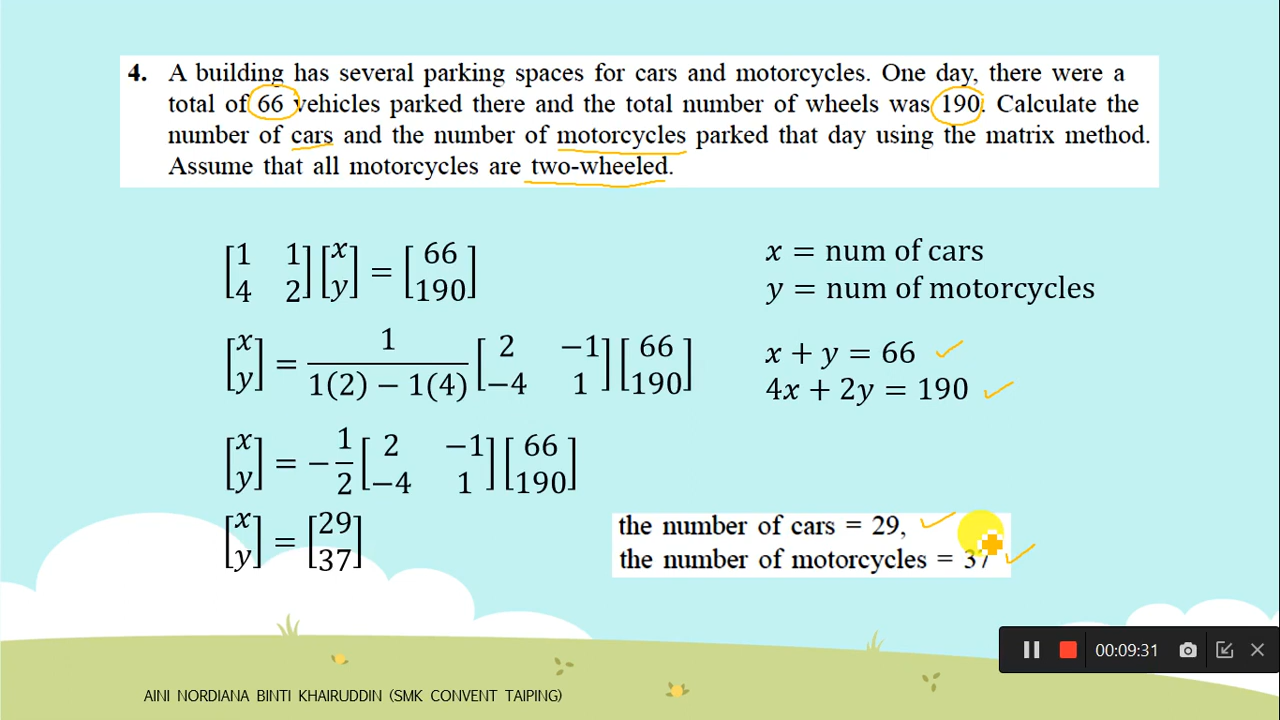 4. A building has several parking spaces for cars and motorcycles. One day, there were a
total of 66 vehicles parked there and the total number of wheels was 190. Calculate the
number of cars and the number of motorcycles parked that day using the matrix method.
Assume that all motorcycles are two-wheeled.
[1 1; 4 2][x; y] = [66; 190]
x = num of cars
y = num of motorcycles
[x; y] = 1/(1(2) − 1(4)) [2 −1; −4 1][66; 190]
x + y = 66
4x + 2y = 190
[x; y] = −1/2 [2 −1; −4 1][66; 190]
[x; y] = [29; 37]
the number of cars = 29,
the number of motorcycles = 37
00:09:31
AINI NORDIANA BINTI KHAIRUDDIN (SMK CONVENT TAIPING)